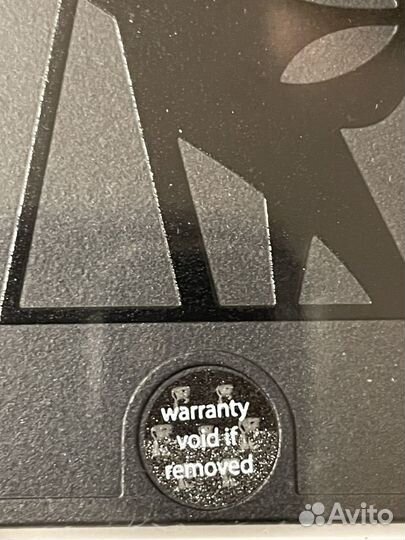 warranty
void if
removed
Avito